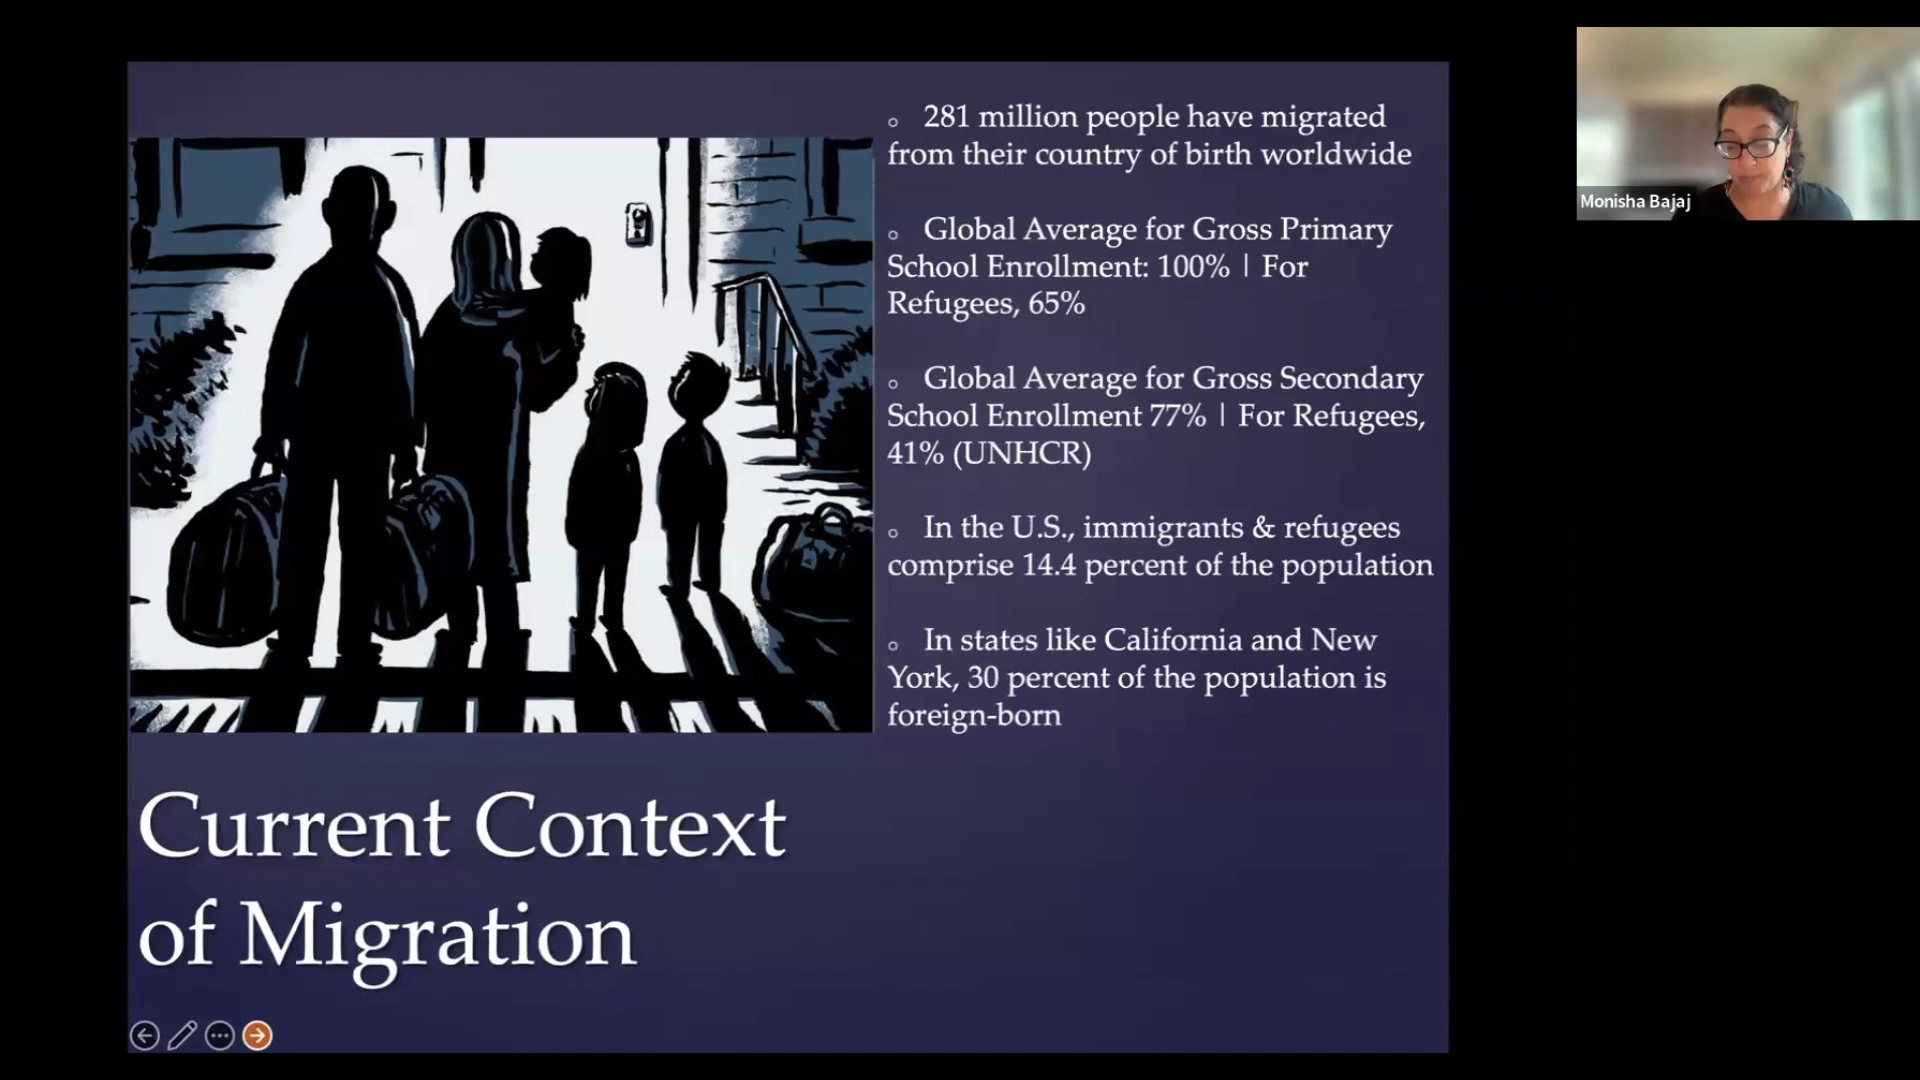 ◦ 281 million people have migrated
from their country of birth worldwide
◦ Global Average for Gross Primary
School Enrollment: 100% | For
Refugees, 65%
◦ Global Average for Gross Secondary
School Enrollment 77% | For Refugees,
41% (UNHCR)
◦ In the U.S., immigrants & refugees
comprise 14.4 percent of the population
◦ In states like California and New
York, 30 percent of the population is
foreign-born
Current Context
of Migration
Monisha Bajaj